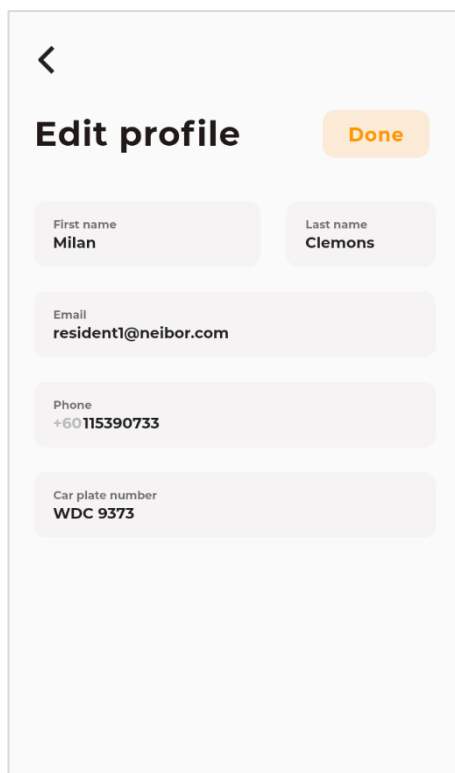 Edit profile
Done
First name
Last name
Milan
Clemons
Email
resident1@neibor.com
Phone
+60115390733
Car plate number
WDC 9373